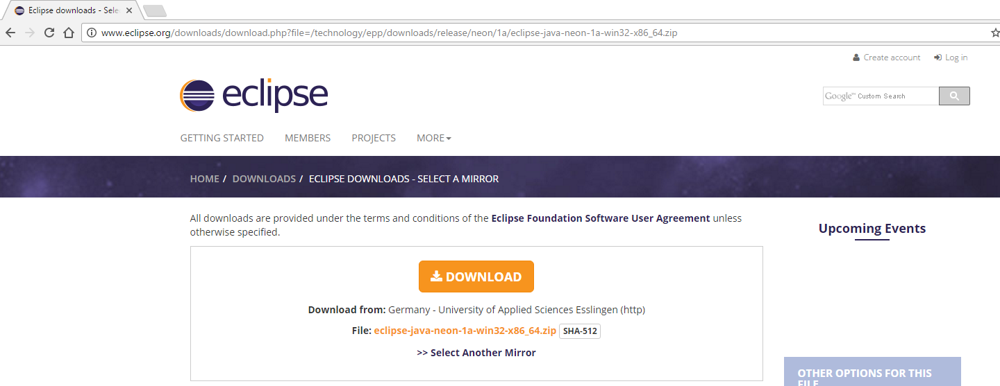 Eclipse downloads - Sele
www.eclipse.org/downloads/download.php?file=/technology/epp/downloads/release/neon/1a/eclipse-java-neon-1a-win32-x86_64.zip
Create account Log in
eclipse
Google™ Custom Search
GETTING STARTED MEMBERS PROJECTS MORE
HOME / DOWNLOADS / ECLIPSE DOWNLOADS - SELECT A MIRROR
All downloads are provided under the terms and conditions of the Eclipse Foundation Software User Agreement unless
otherwise specified.
Upcoming Events
DOWNLOAD
Download from: Germany - University of Applied Sciences Esslingen (http)
File: eclipse-java-neon-1a-win32-x86_64.zip SHA-512
>> Select Another Mirror
OTHER OPTIONS FOR THIS
FILE